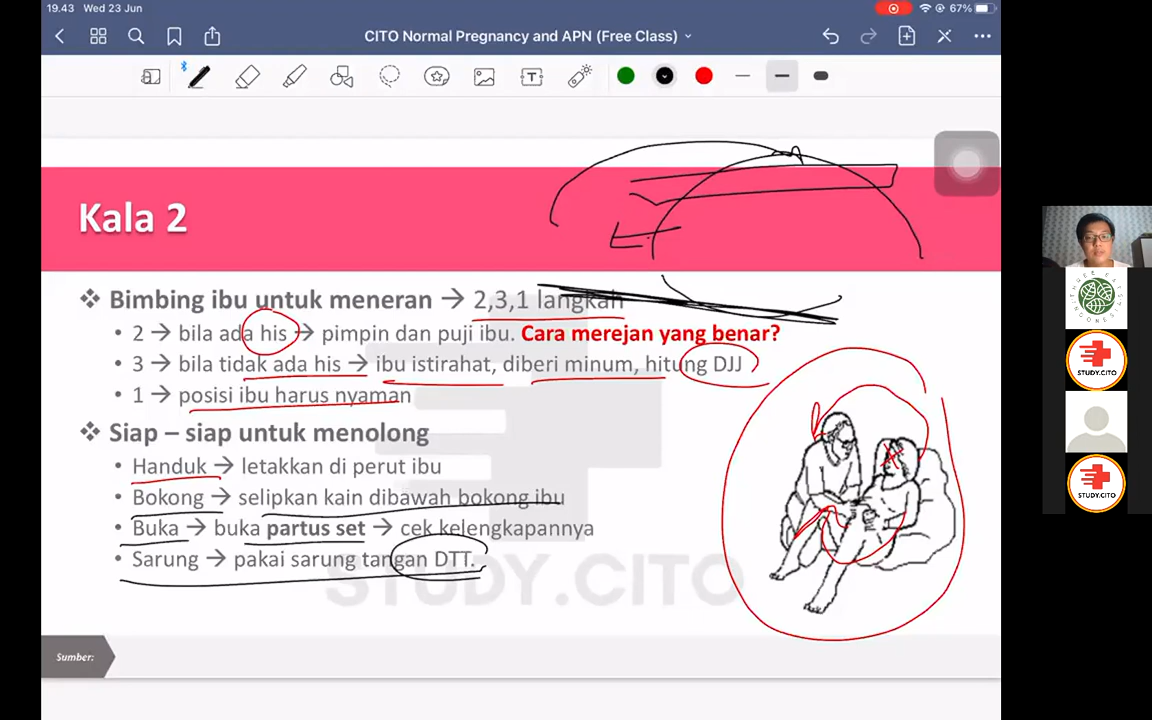 19.43 Wed 23 Jun
67%
CITO Normal Pregnancy and APN (Free Class)
T
Kala 2
❖ Bimbing ibu untuk meneran → 2,3,1 langkah
• 2 → bila ada his → pimpin dan puji ibu. Cara merejan yang benar?
• 3 → bila tidak ada his → ibu istirahat, diberi minum, hitung DJJ
• 1 → posisi ibu harus nyaman
❖ Siap – siap untuk menolong
• Handuk → letakkan di perut ibu
• Bokong → selipkan kain dibawah bokong ibu
• Buka → buka partus set → cek kelengkapannya
• Sarung → pakai sarung tangan DTT.
STUDY.CITO
Sumber:
STUDY.CITO
STUDY.CITO